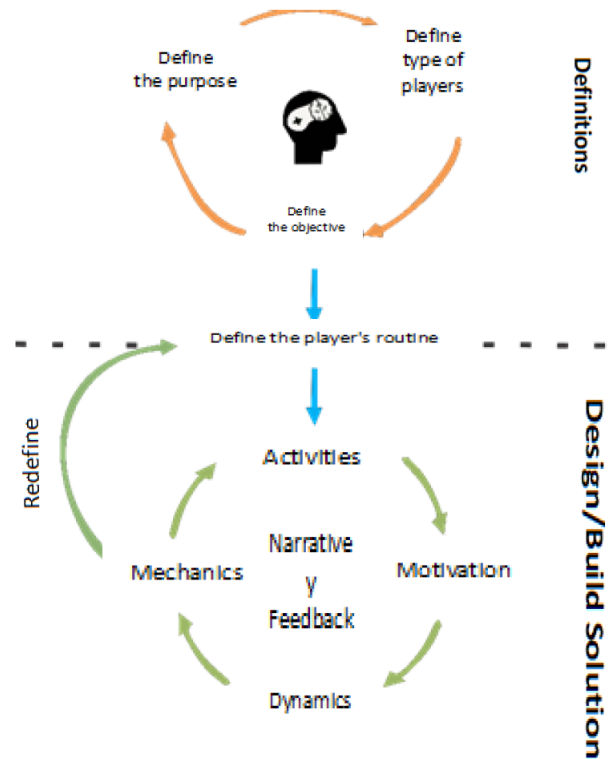 Define
the purpose
Define
type of
players
Definitions
Define
the objective
Define the player's routine
Redefine
Activities
Narrative
y
Feedback
Mechanics
Motivation
Dynamics
Design/Build Solution